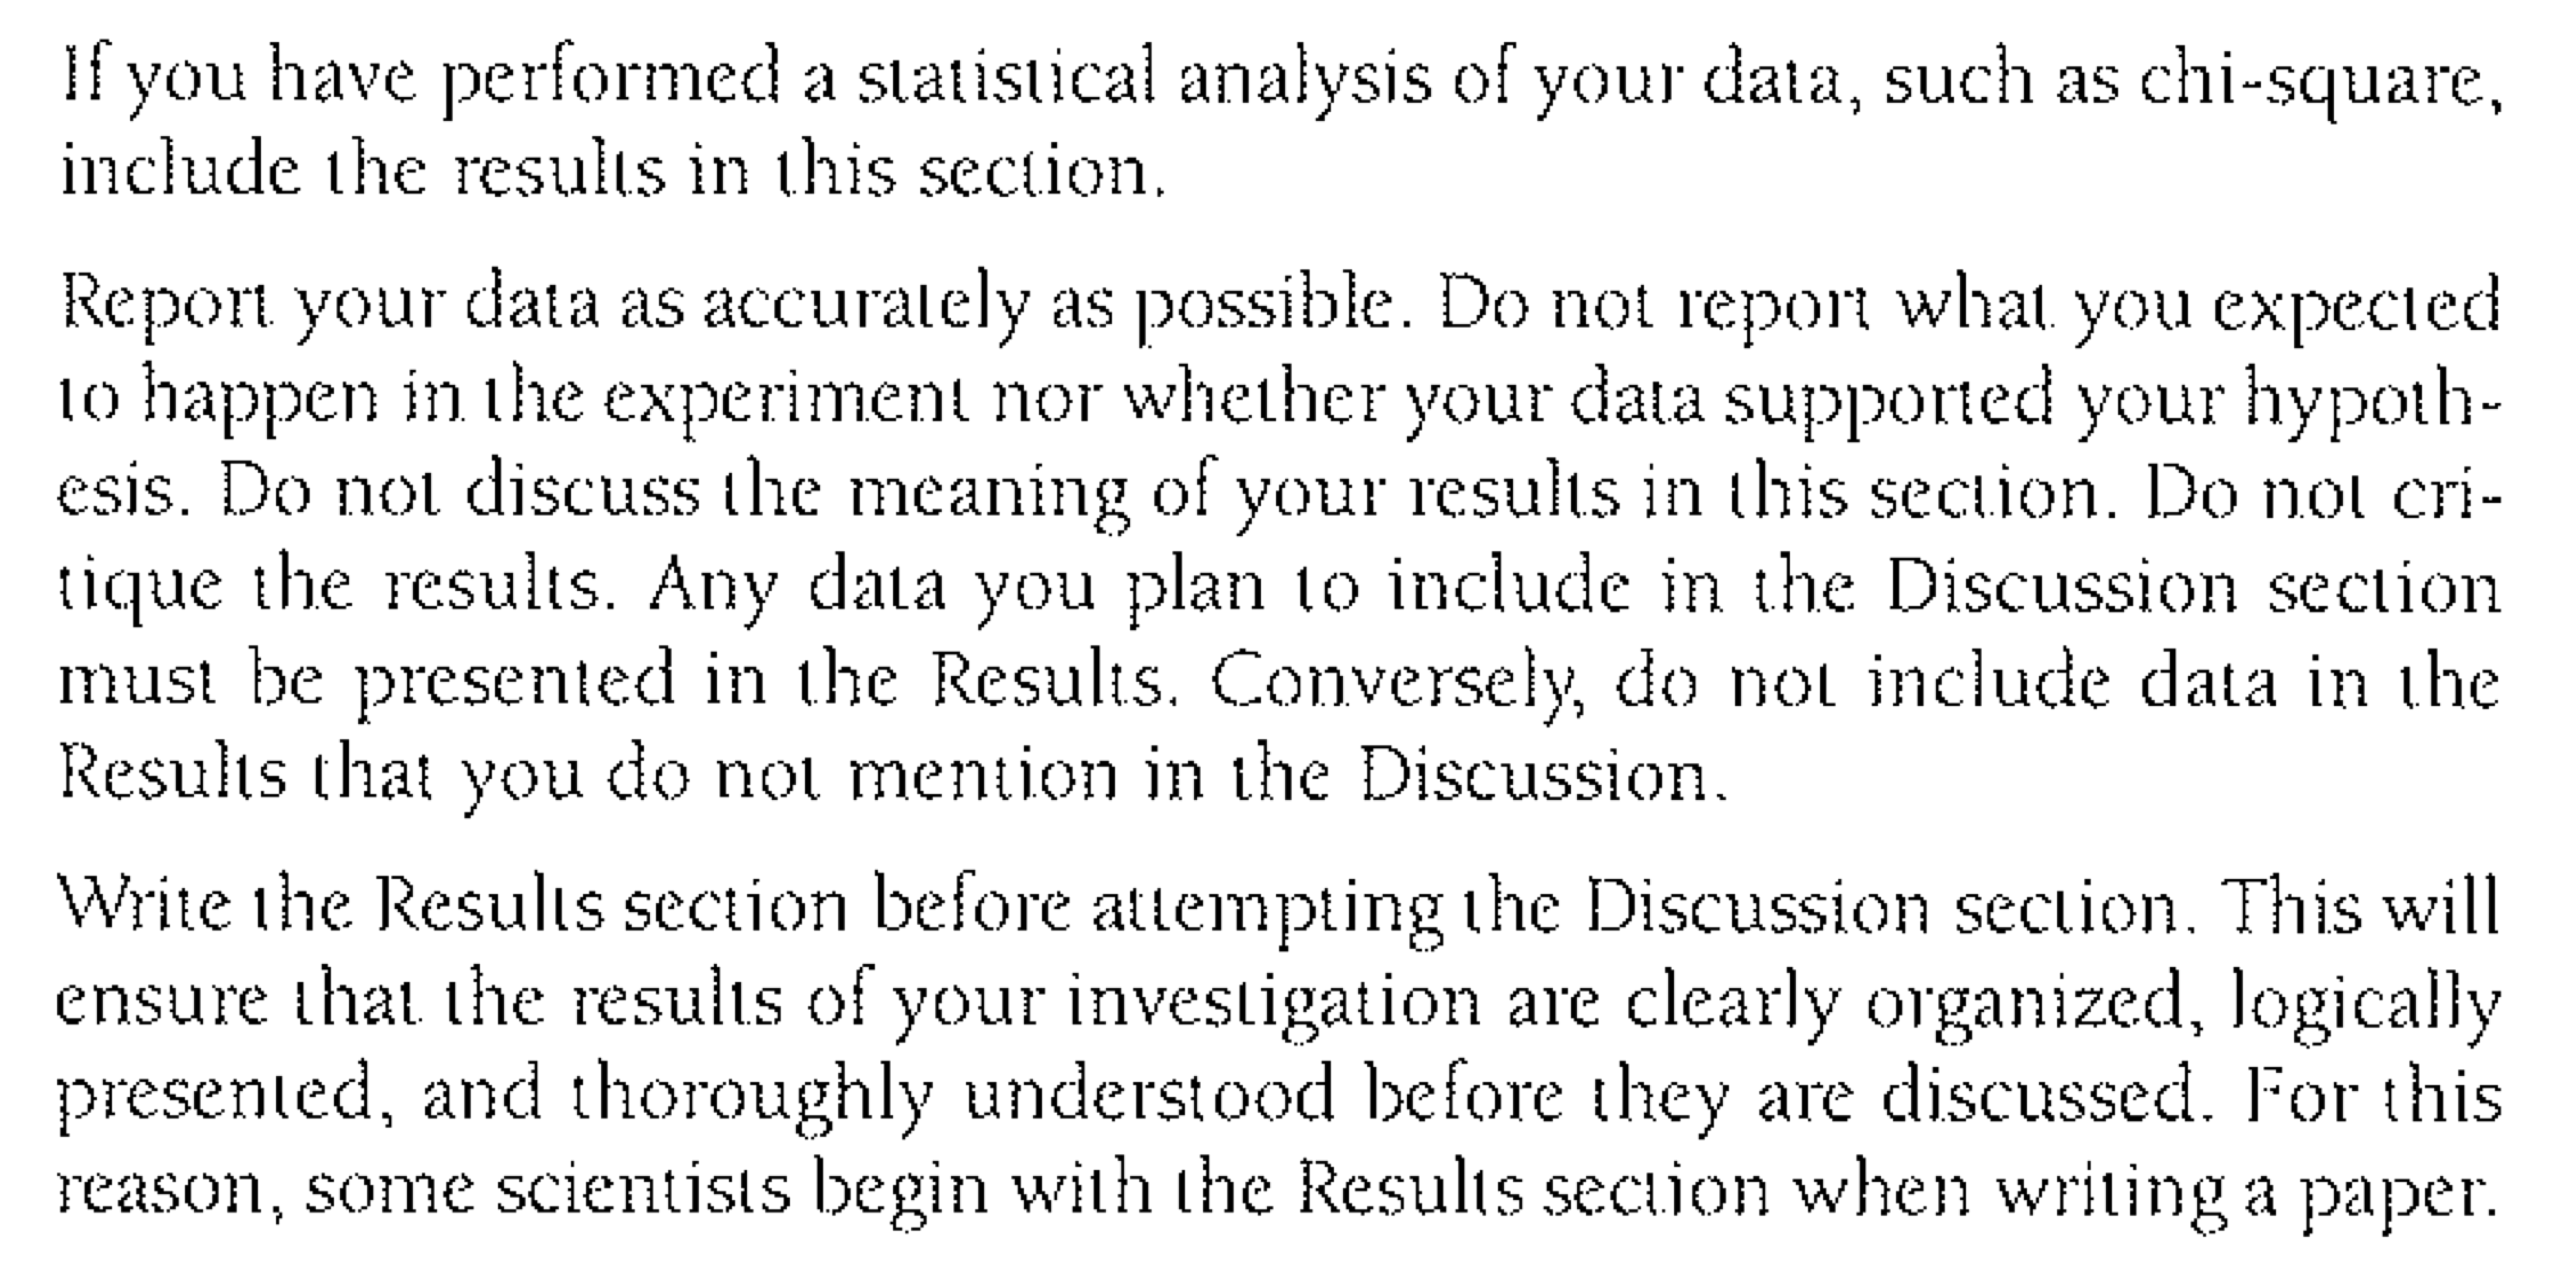 If you have performed a statistical analysis of your data, such as chi-square,
include the results in this section.
Report your data as accurately as possible. Do not report what you expected
to happen in the experiment nor whether your data supported your hypoth-
esis. Do not discuss the meaning of your results in this section. Do not cri-
tique the results. Any data you plan to include in the Discussion section
must be presented in the Results. Conversely, do not include data in the
Results that you do not mention in the Discussion.
Write the Results section before attempting the Discussion section. This will
ensure that the results of your investigation are clearly organized, logically
presented, and thoroughly understood before they are discussed. For this
reason, some scientists begin with the Results section when writing a paper.